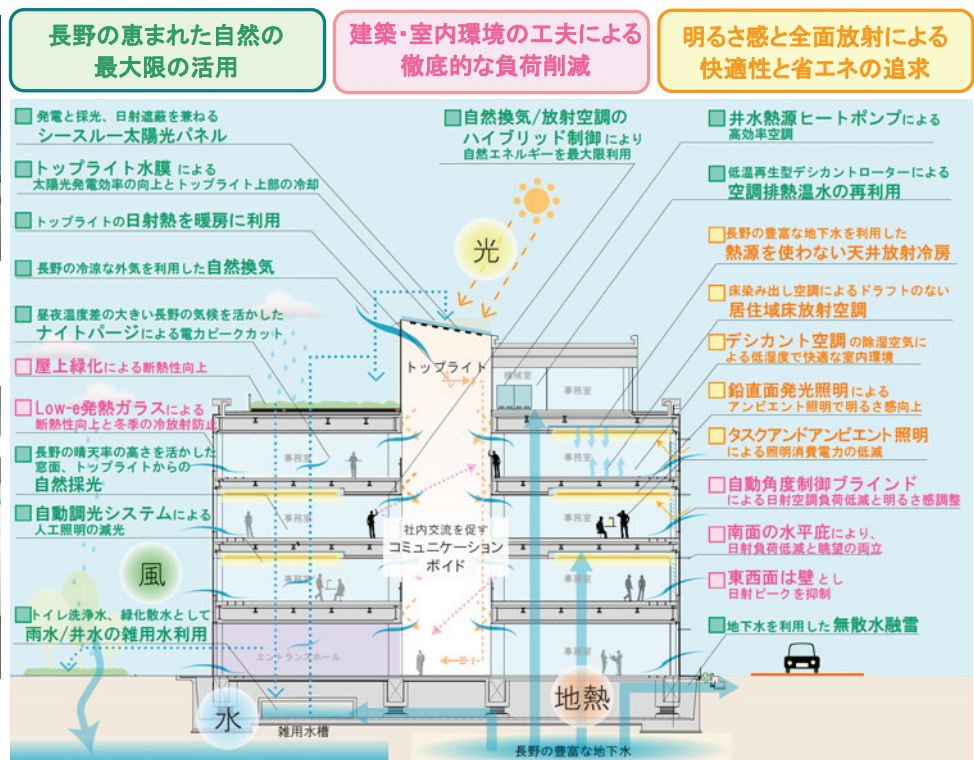 長野の恵まれた自然の
最大限の活用
建築・室内環境の工夫による
徹底的な負荷削減
明るさ感と全面放射による
快適性と省エネの追求
発電と採光、日射遮蔽を兼ねる
シースルー太陽光パネル
トップライト水膜による
太陽光発電効率の向上とトップライト上部の冷却
トップライトの日射熱を暖房に利用
長野の冷涼な外気を利用した自然換気
昼夜温度差の大きい長野の気候を活かした
ナイトパージによる電力ピークカット
屋上緑化による断熱性向上
Low-e発熱ガラスによる
断熱性向上と冬季の冷放射防止
長野の晴天率の高さを活かした
窓面、トップライトからの
自然採光
自動調光システムによる
人工照明の減光
風
トイレ洗浄水、緑化散水として
雨水/井水の雑用水利用
自然換気/放射空調の
ハイブリッド制御により
自然エネルギーを最大限利用
光
トップライト
機械室
事務室
事務室
事務室
事務室
事務室
事務室
事務室
事務室
社内交流を促す
コミュニケーション
ボイド
エントランスホール
水
雑用水槽
地熱
長野の豊富な地下水
井水熱源ヒートポンプによる
高効率空調
低温再生型デシカントローターによる
空調排熱温水の再利用
長野の豊富な地下水を利用した
熱源を使わない天井放射冷房
床染み出し空調によるドラフトのない
居住域床放射空調
デシカント空調の除湿空気に
よる低湿度で快適な室内環境
鉛直面発光照明による
アンビエント照明で明るさ感向上
タスクアンドアンビエント照明
による照明消費電力の低減
自動角度制御ブラインド
による日射空調負荷低減と明るさ感調整
南面の水平庇により、
日射負荷低減と眺望の両立
東西面は壁とし
日射ピークを抑制
地下水を利用した無散水融雪